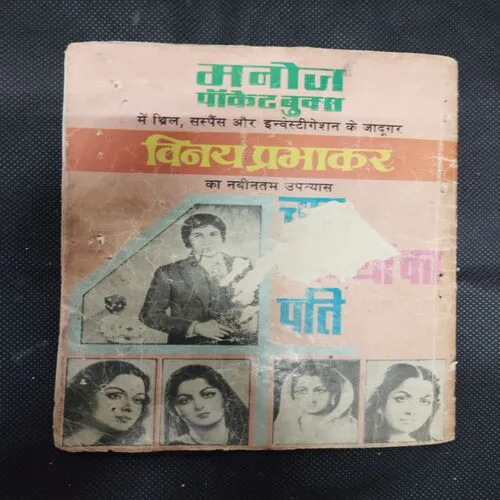 मनोज
पॉकेट बुक्स
में थ्रिल, सस्पैंस और इन्वेस्टीगेशन के जादूगर
विनय प्रभाकर
का नवीनतम उपन्यास
पति